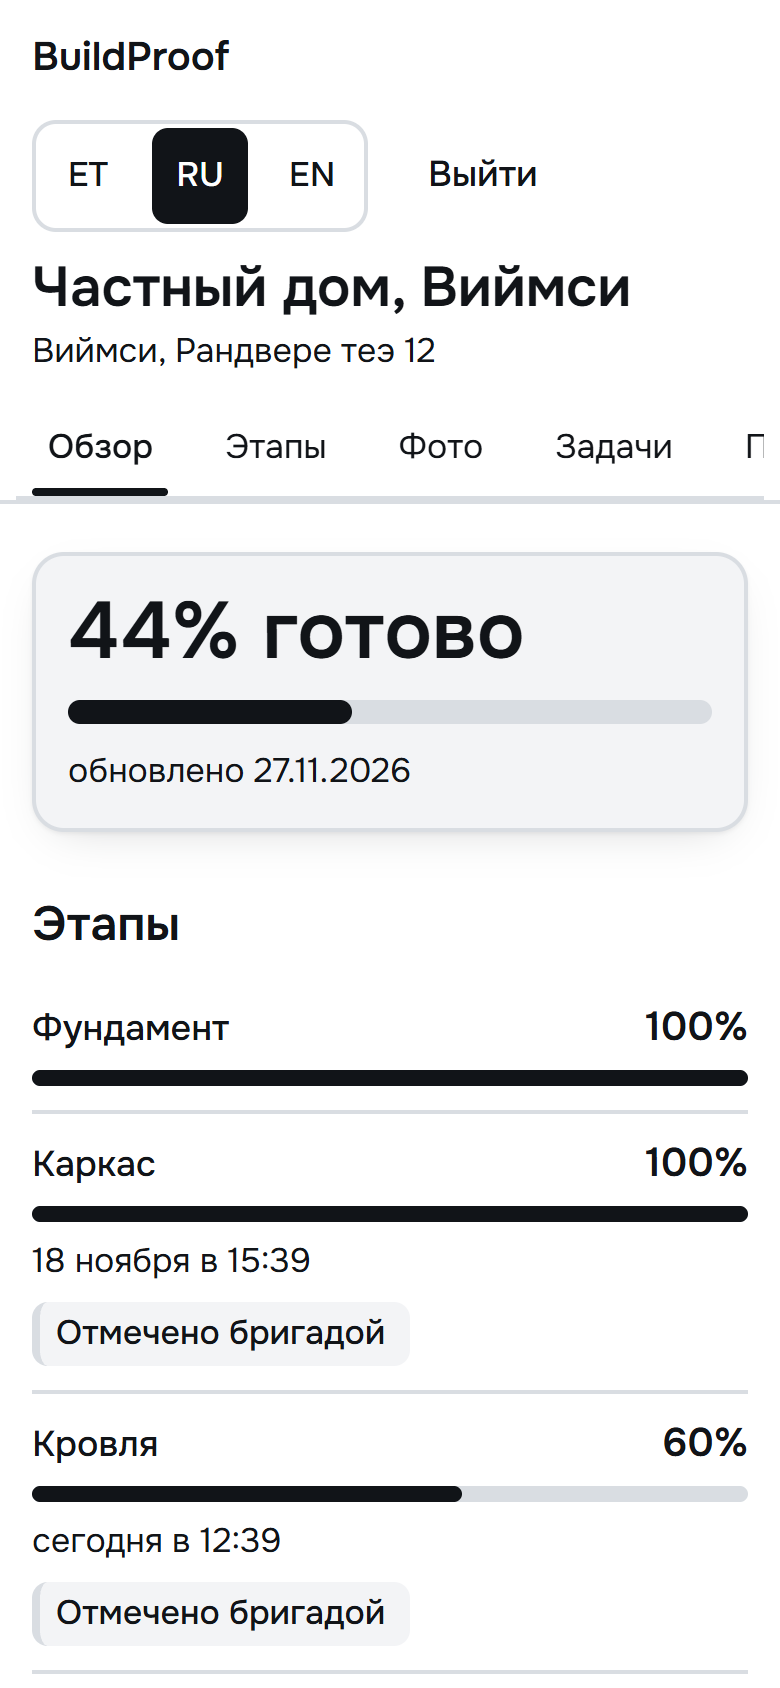 BuildProof
ET RU EN Выйти
Частный дом, Виймси
Виймси, Рандвере теэ 12
Обзор Этапы Фото Задачи
44% готово
обновлено 27.11.2026
Этапы
Фундамент 100%
Каркас 100%
18 ноября в 15:39
Отмечено бригадой
Кровля 60%
сегодня в 12:39
Отмечено бригадой